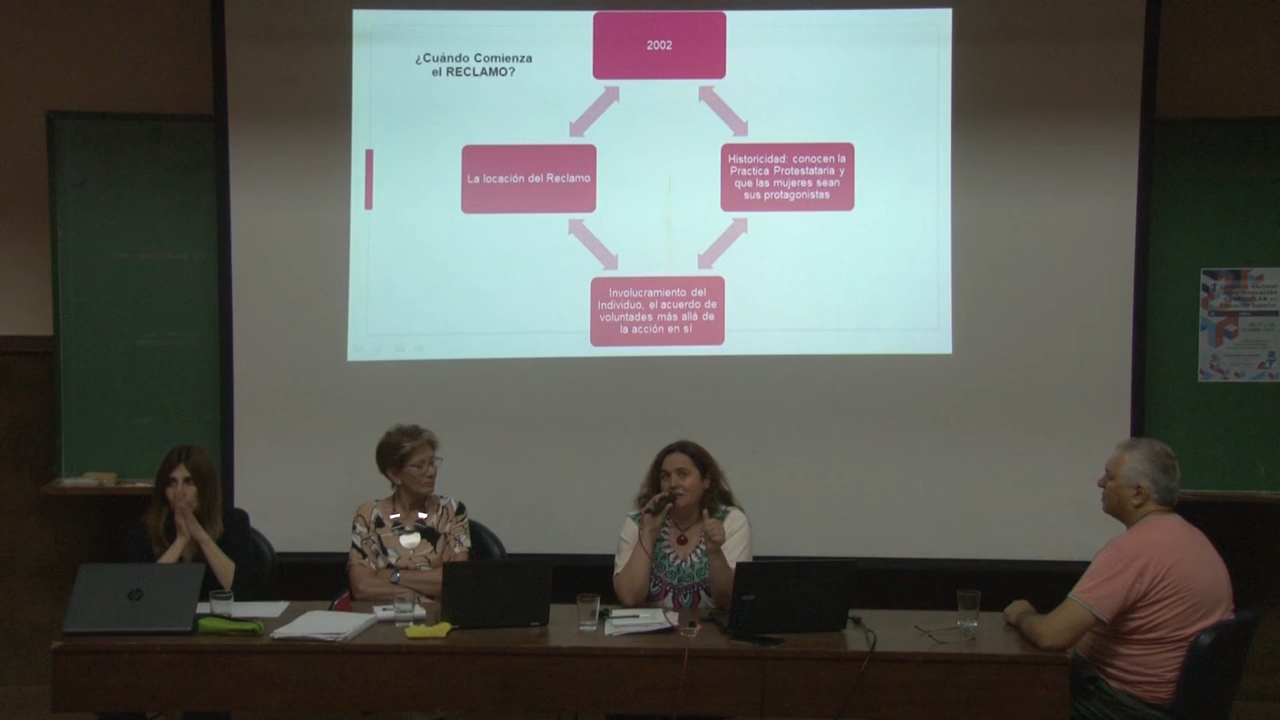 ¿Cuándo Comienza
el RECLAMO?
2002
La locación del Reclamo
Historicidad: conocen la
Practica Protestataria y
que las mujeres sean
sus protagonistas
Involucramiento del
Individuo, el acuerdo de
voluntades más allá de
la acción en sí
hp